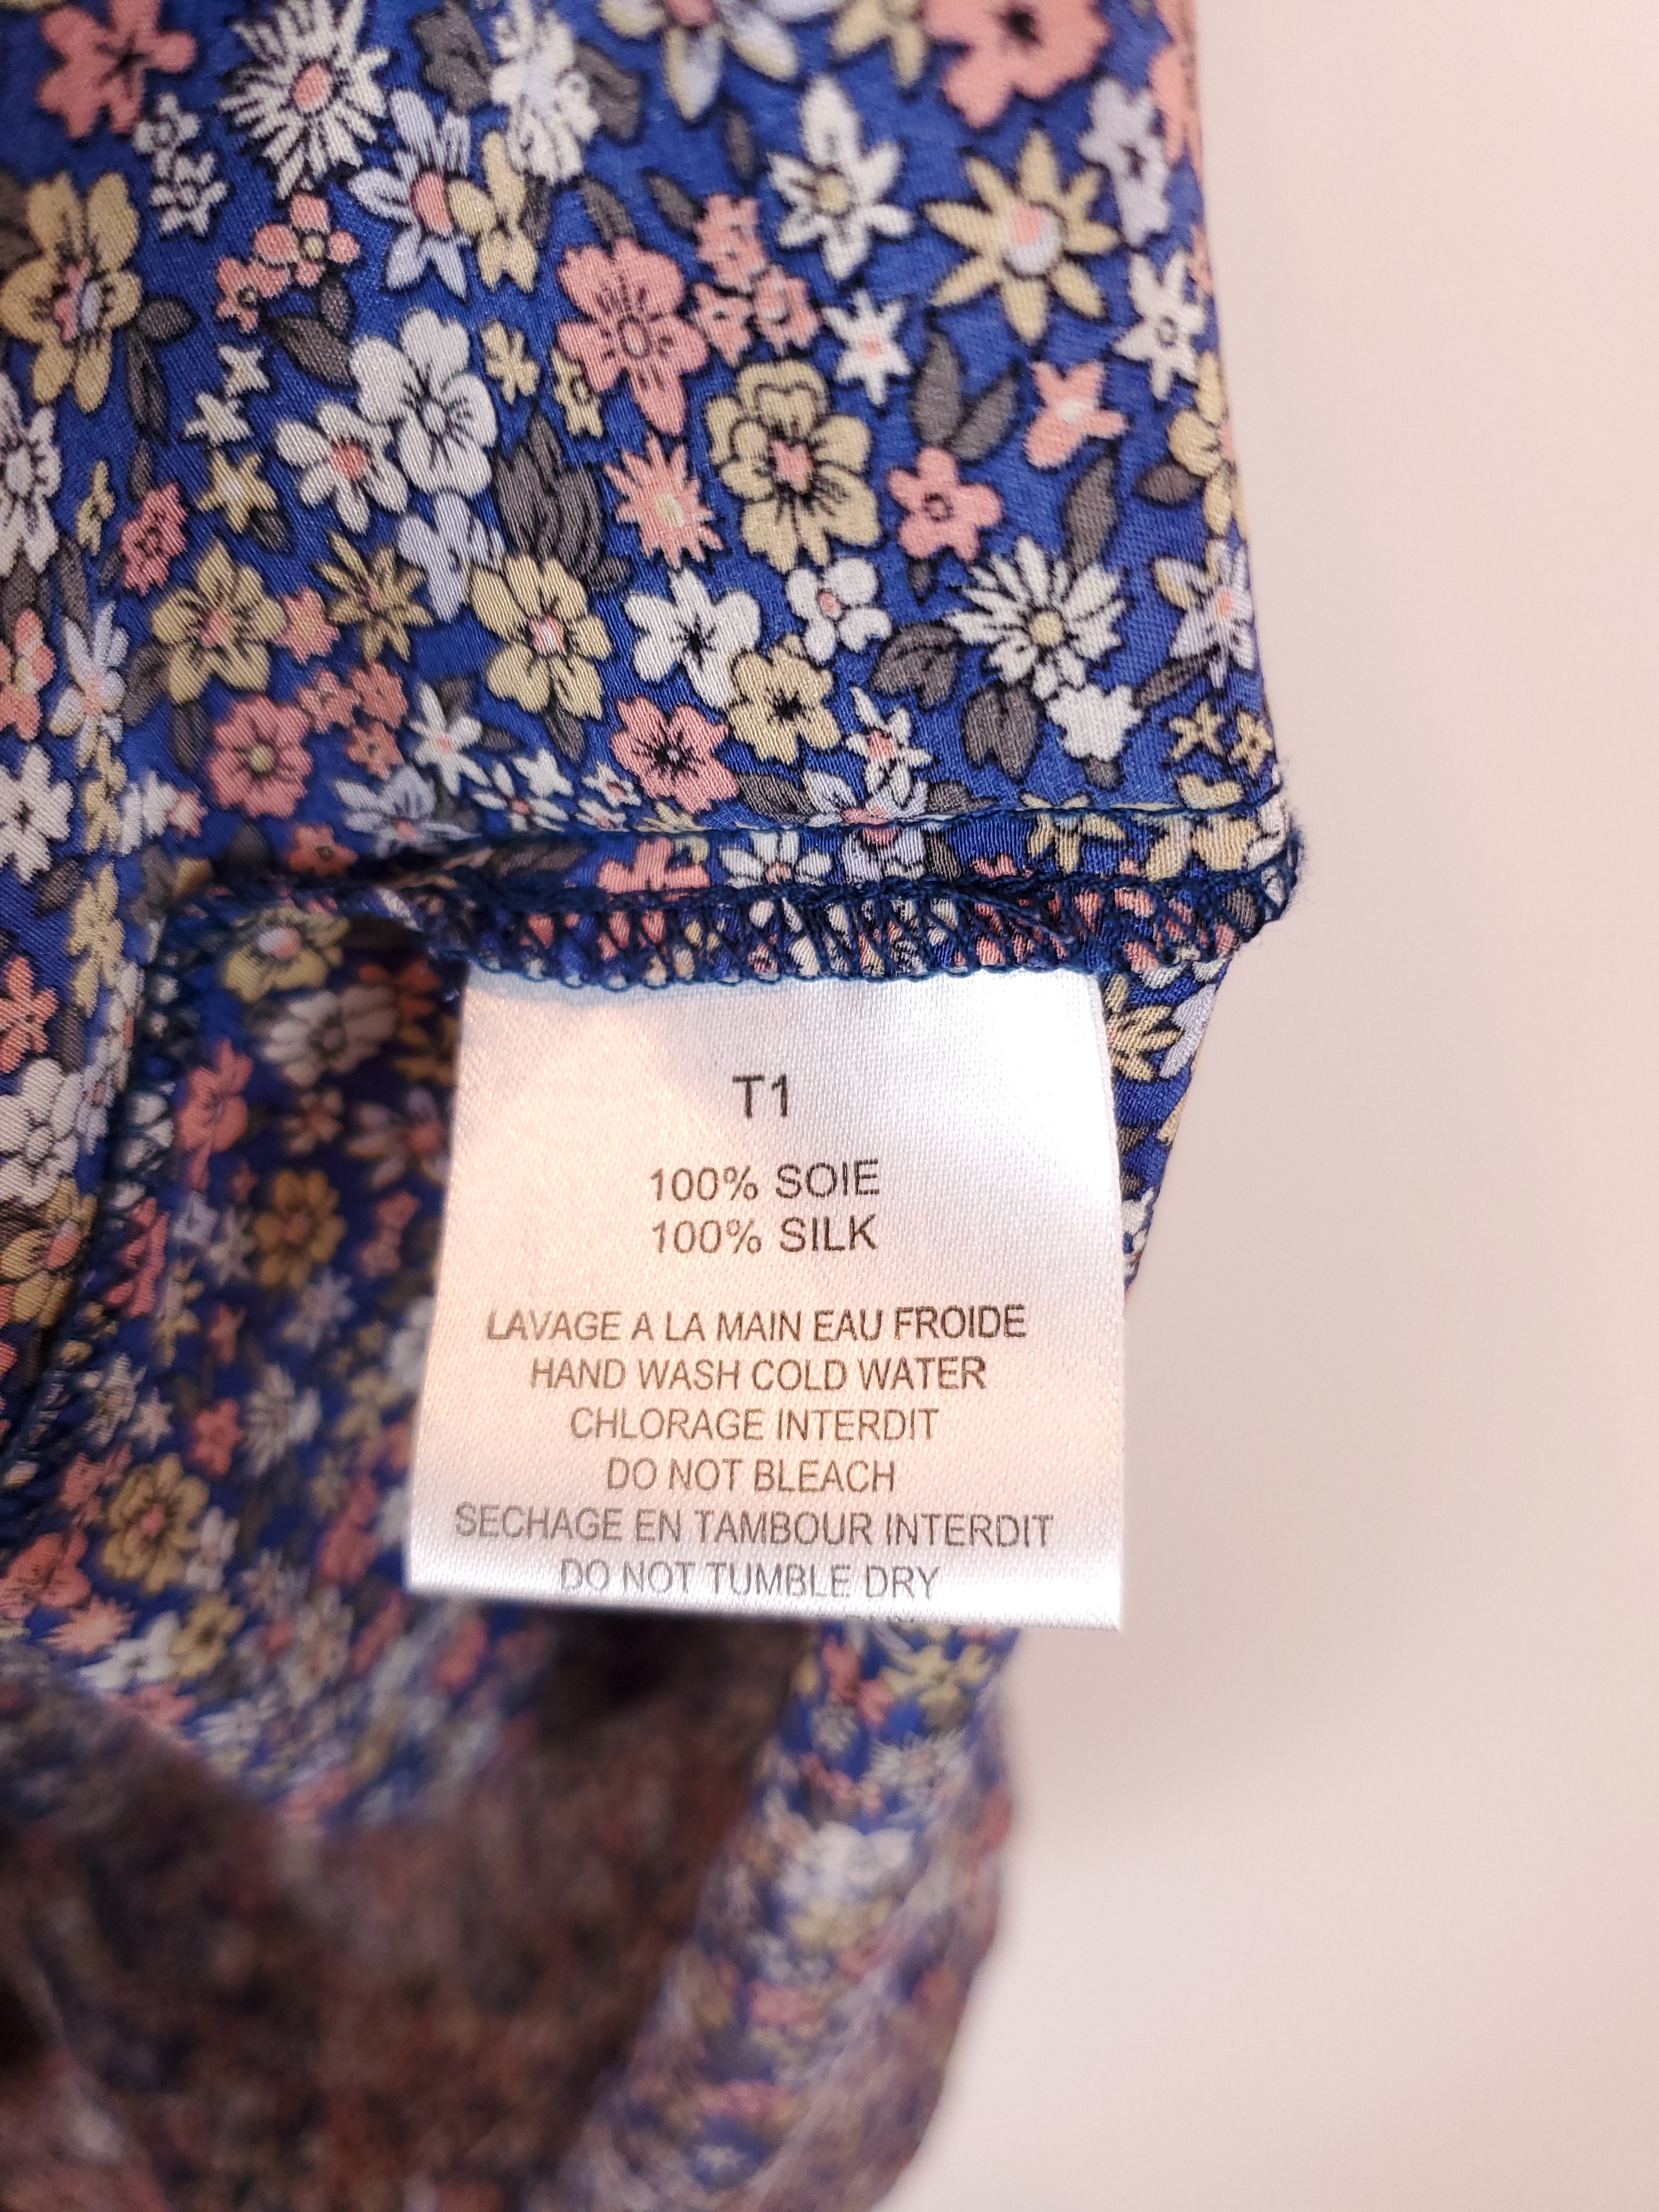 T1
100% SOIE
100% SILK
LAVAGE A LA MAIN EAU FROIDE
HAND WASH COLD WATER
CHLORAGE INTERDIT
DO NOT BLEACH
SECHAGE EN TAMBOUR INTERDIT
DO NOT TUMBLE DRY